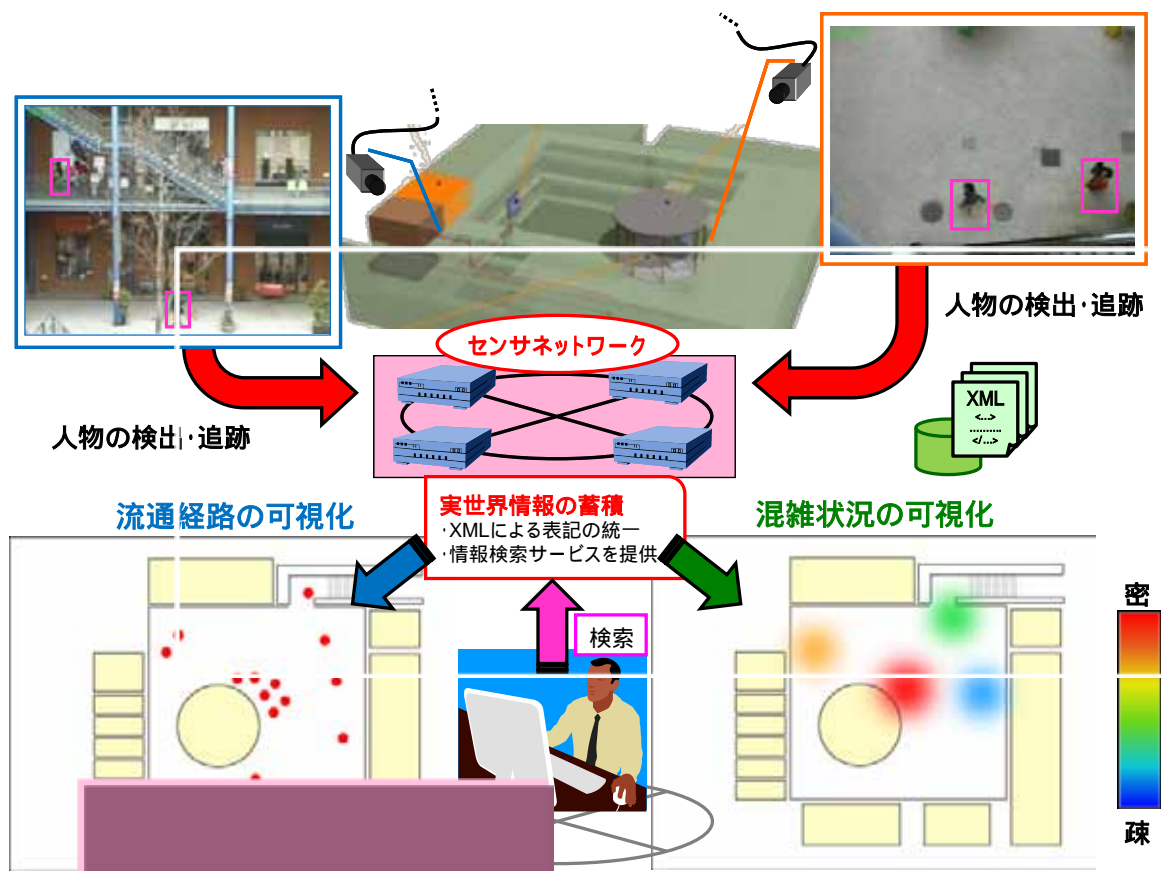 人物の検出・追跡
センサネットワーク
XML
<...>
..........
</...>
人物の検出・追跡
実世界情報の蓄積
・XMLによる表記の統一
・情報検索サービスを提供
流通経路の可視化
混雑状況の可視化
検索
密
疎